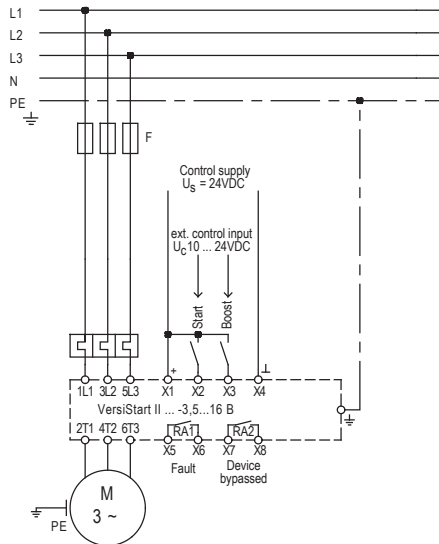 L1
L2
L3
N
PE
F
Control supply
Us = 24VDC
ext. control input
Uc 10 ... 24VDC
Start
Boost
+
⊥
1L1 3L2 5L3 X1 X2 X3 X4
VersiStart II ... -3,5...16 B
2T1 4T2 6T3
RA1 RA2
X5 X6 X7 X8
Fault
Device
bypassed
M
3 ~
PE